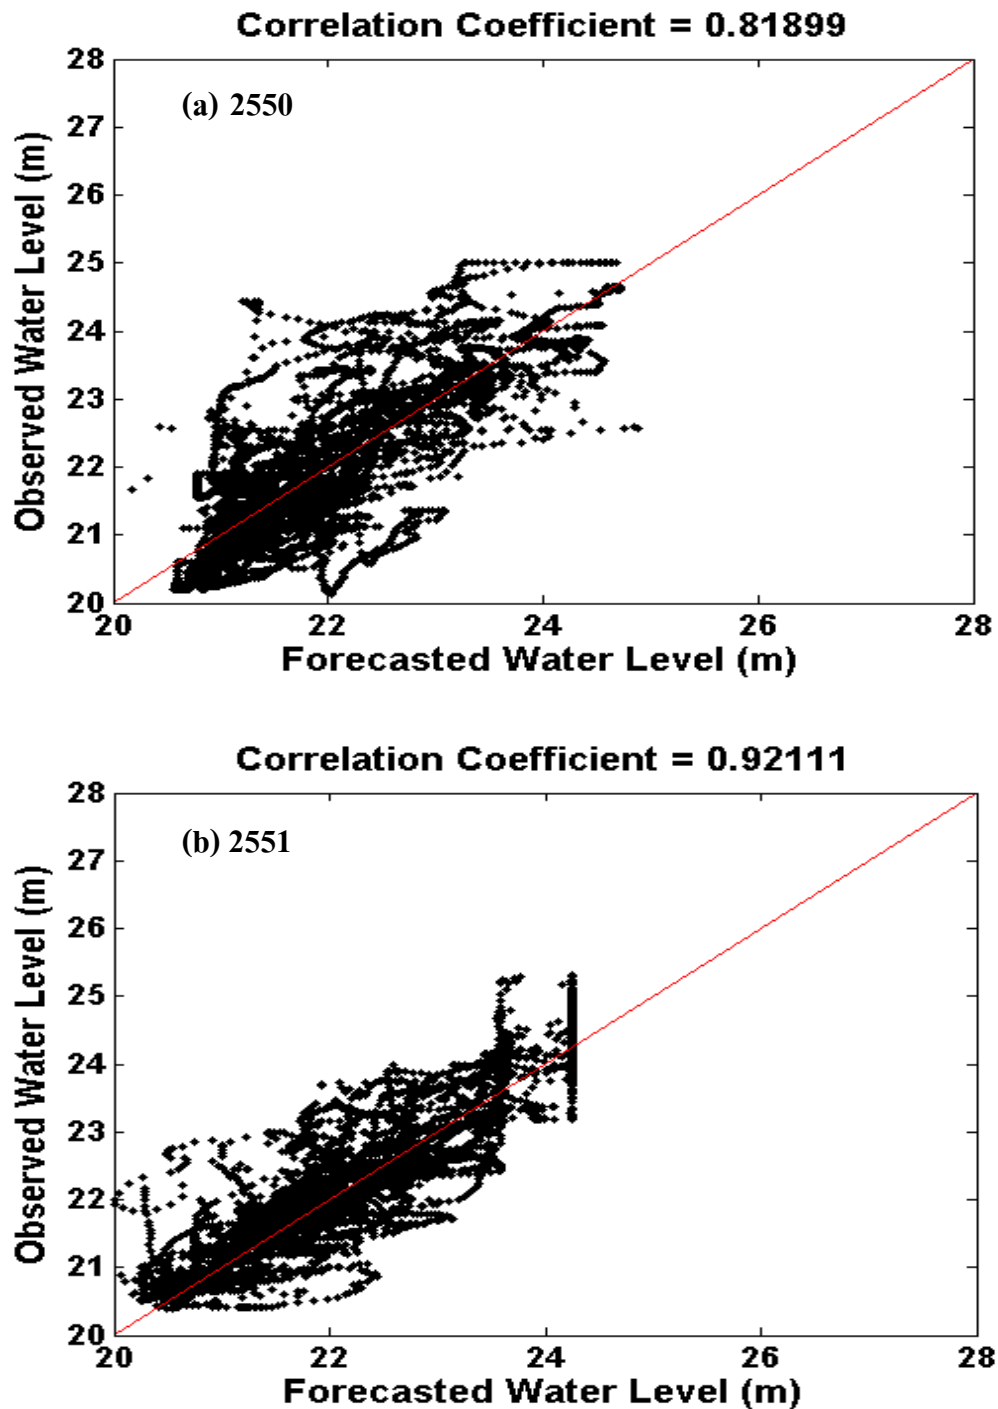 Correlation Coefficient = 0.81899
28
(a) 2550
27
26
25
24
23
22
21
20
Observed Water Level (m)
20 22 24 26 28
Forecasted Water Level (m)
Correlation Coefficient = 0.92111
28
(b) 2551
27
26
25
24
23
22
21
20
Observed Water Level (m)
20 22 24 26 28
Forecasted Water Level (m)